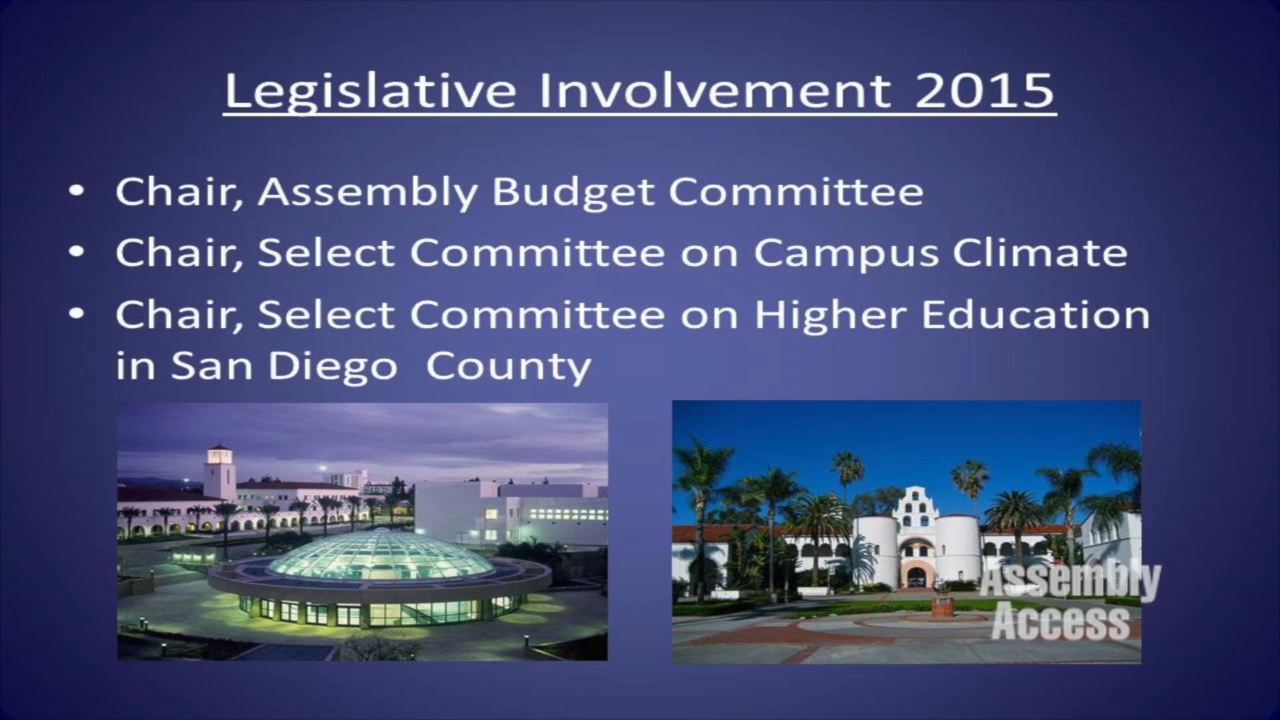 Legislative Involvement 2015
• Chair, Assembly Budget Committee
• Chair, Select Committee on Campus Climate
• Chair, Select Committee on Higher Education
in San Diego County
Assembly
Access